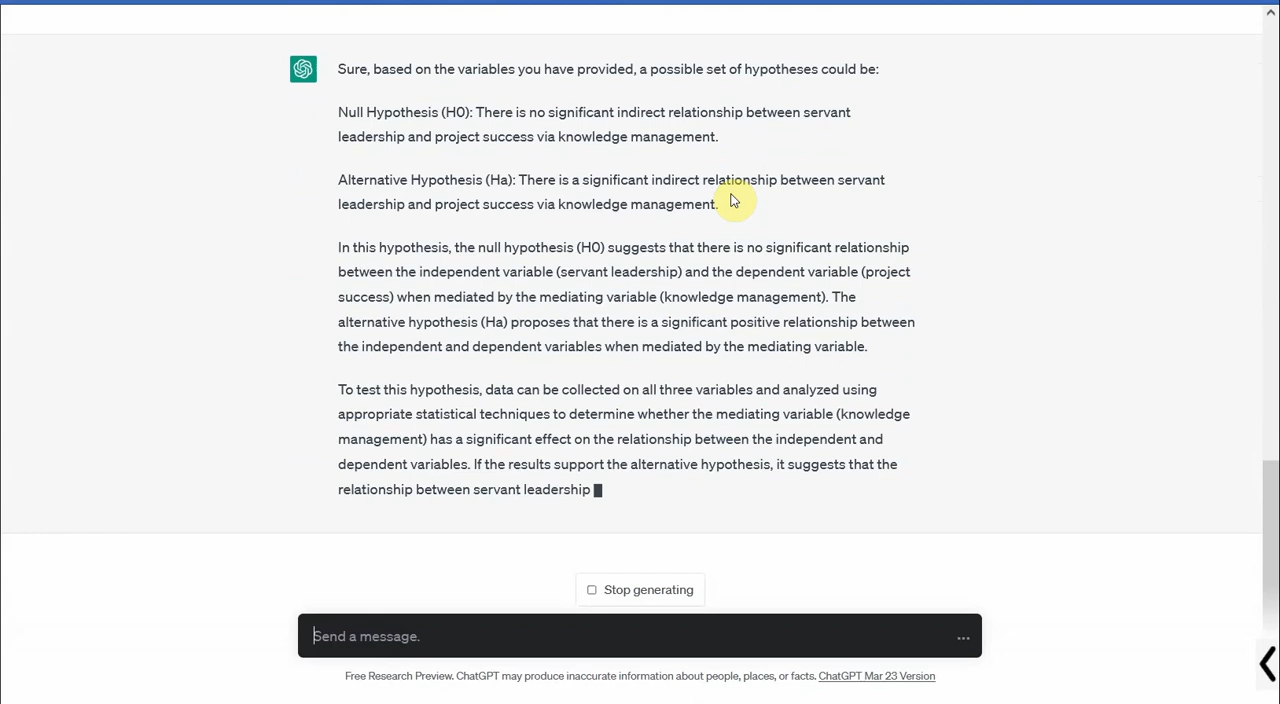 Sure, based on the variables you have provided, a possible set of hypotheses could be:
Null Hypothesis (H0): There is no significant indirect relationship between servant
leadership and project success via knowledge management.
Alternative Hypothesis (Ha): There is a significant indirect relationship between servant
leadership and project success via knowledge management.
In this hypothesis, the null hypothesis (H0) suggests that there is no significant relationship
between the independent variable (servant leadership) and the dependent variable (project
success) when mediated by the mediating variable (knowledge management). The
alternative hypothesis (Ha) proposes that there is a significant positive relationship between
the independent and dependent variables when mediated by the mediating variable.
To test this hypothesis, data can be collected on all three variables and analyzed using
appropriate statistical techniques to determine whether the mediating variable (knowledge
management) has a significant effect on the relationship between the independent and
dependent variables. If the results support the alternative hypothesis, it suggests that the
relationship between servant leadership
Stop generating
Send a message.
Free Research Preview. ChatGPT may produce inaccurate information about people, places, or facts. ChatGPT Mar 23 Version